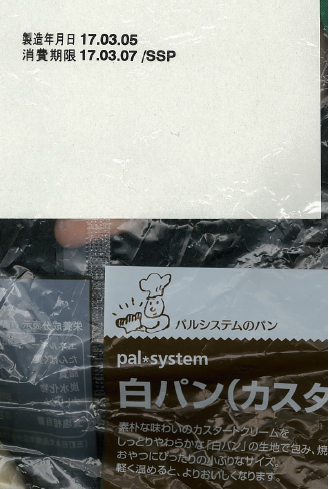 製造年月日 17.03.05
消費期限 17.03.07 /SSP
パルシステムのパン
pal*system
白パン(カスタ
素朴な味わいのカスタードクリームを
しっとりやわらかな「白パン」の生地で包み、焼
おやつにぴったりの小ぶりなサイズ。
軽く温めると、よりおいしくなります